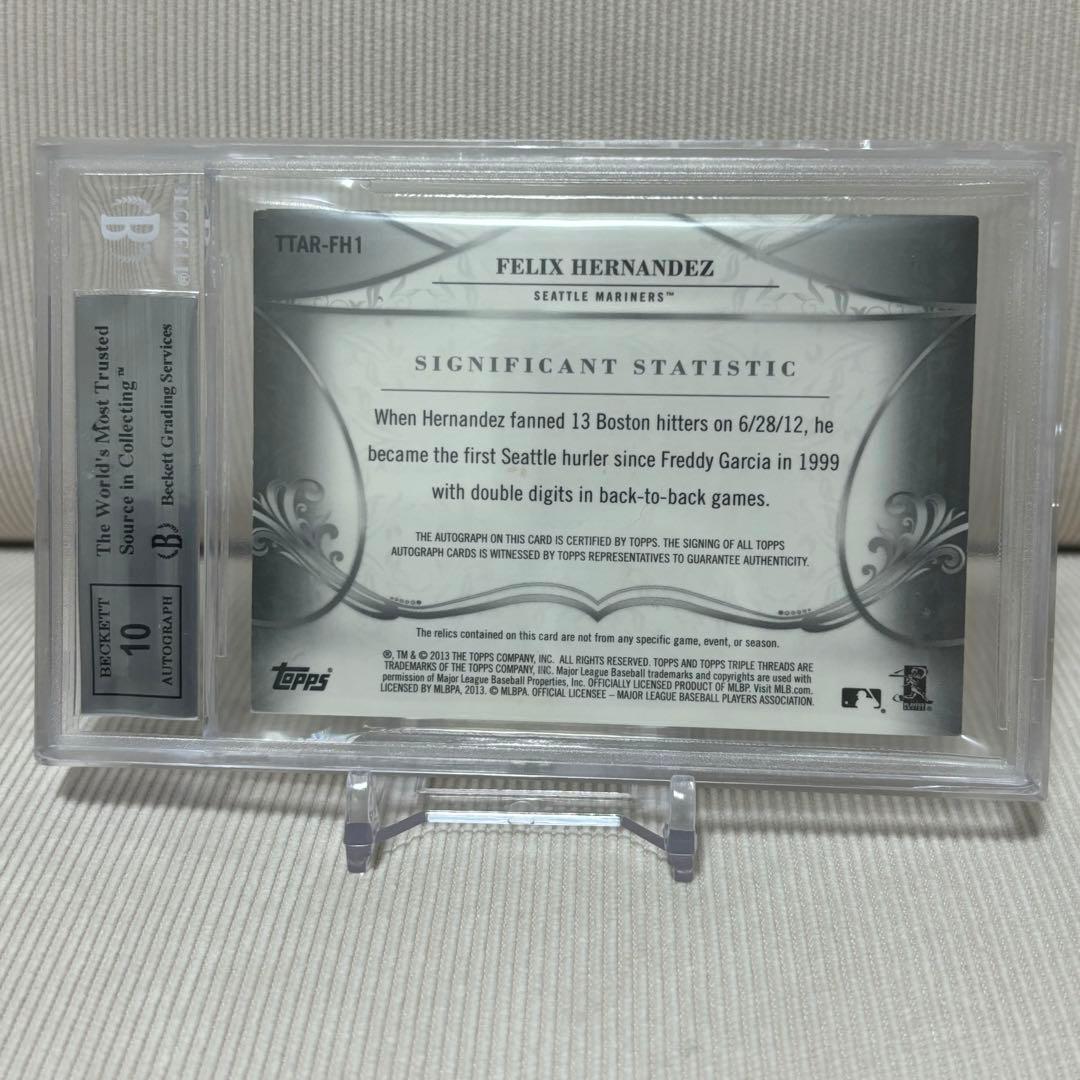 BECKETT
B
The World's Most Trusted
Source in Collecting™
B Beckett Grading Services
BECKETT
10
AUTOGRAPH
TTAR-FH1
FELIX HERNANDEZ
SEATTLE MARINERS™
SIGNIFICANT STATISTIC
When Hernandez fanned 13 Boston hitters on 6/28/12, he
became the first Seattle hurler since Freddy Garcia in 1999
with double digits in back-to-back games.
THE AUTOGRAPH ON THIS CARD IS CERTIFIED BY TOPPS. THE SIGNING OF ALL TOPPS
AUTOGRAPH CARDS IS WITNESSED BY TOPPS REPRESENTATIVES TO GUARANTEE AUTHENTICITY.
The relics contained on this card are not from any specific game, event, or season.
®, TM & © 2013 THE TOPPS COMPANY, INC. ALL RIGHTS RESERVED. TOPPS AND TOPPS TRIPLE THREADS ARE
TRADEMARKS OF THE TOPPS COMPANY, INC. Major League Baseball trademarks and copyrights are used with
permission of Major League Baseball Properties, Inc. OFFICIALLY LICENSED PRODUCT OF MLBP. Visit MLB.com.
LICENSED BY MLBPA, 2013. © MLBPA. OFFICIAL LICENSEE – MAJOR LEAGUE BASEBALL PLAYERS ASSOCIATION.
TOPPS®